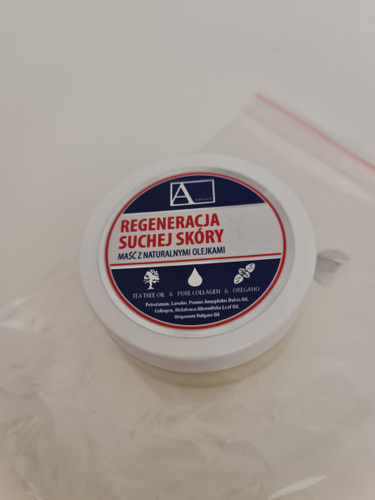 A
REGENERACJA
SUCHEJ SKÓRY
MAŚĆ Z NATURALNYMI OLEJKAMI
TEA TREE OIL & PURE COLLAGEN & OREGANO
Petrolatum, Lanolin, Prunus Amygdalus Dulcis Oil,
Collagen, Melaleuca Alternifolia Leaf Oil,
Origanum Vulgare Oil